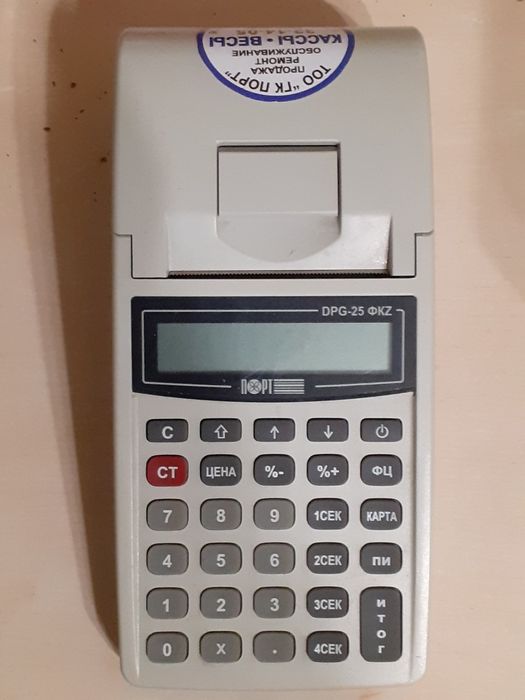 ТОО "ГК ПОРТ"
ПРОДАЖА
РЕМОНТ
ОБСЛУЖИВАНИЕ
КАССЫ • ВЕСЫ
DPG-25 ФKZ
ПОРТ
C
СТ ЦЕНА %- %+ ФЦ
7 8 9 1СЕК КАРТА
4 5 6 2СЕК ПИ
1 2 3 3СЕК ИТОГ
0 X . 4СЕК